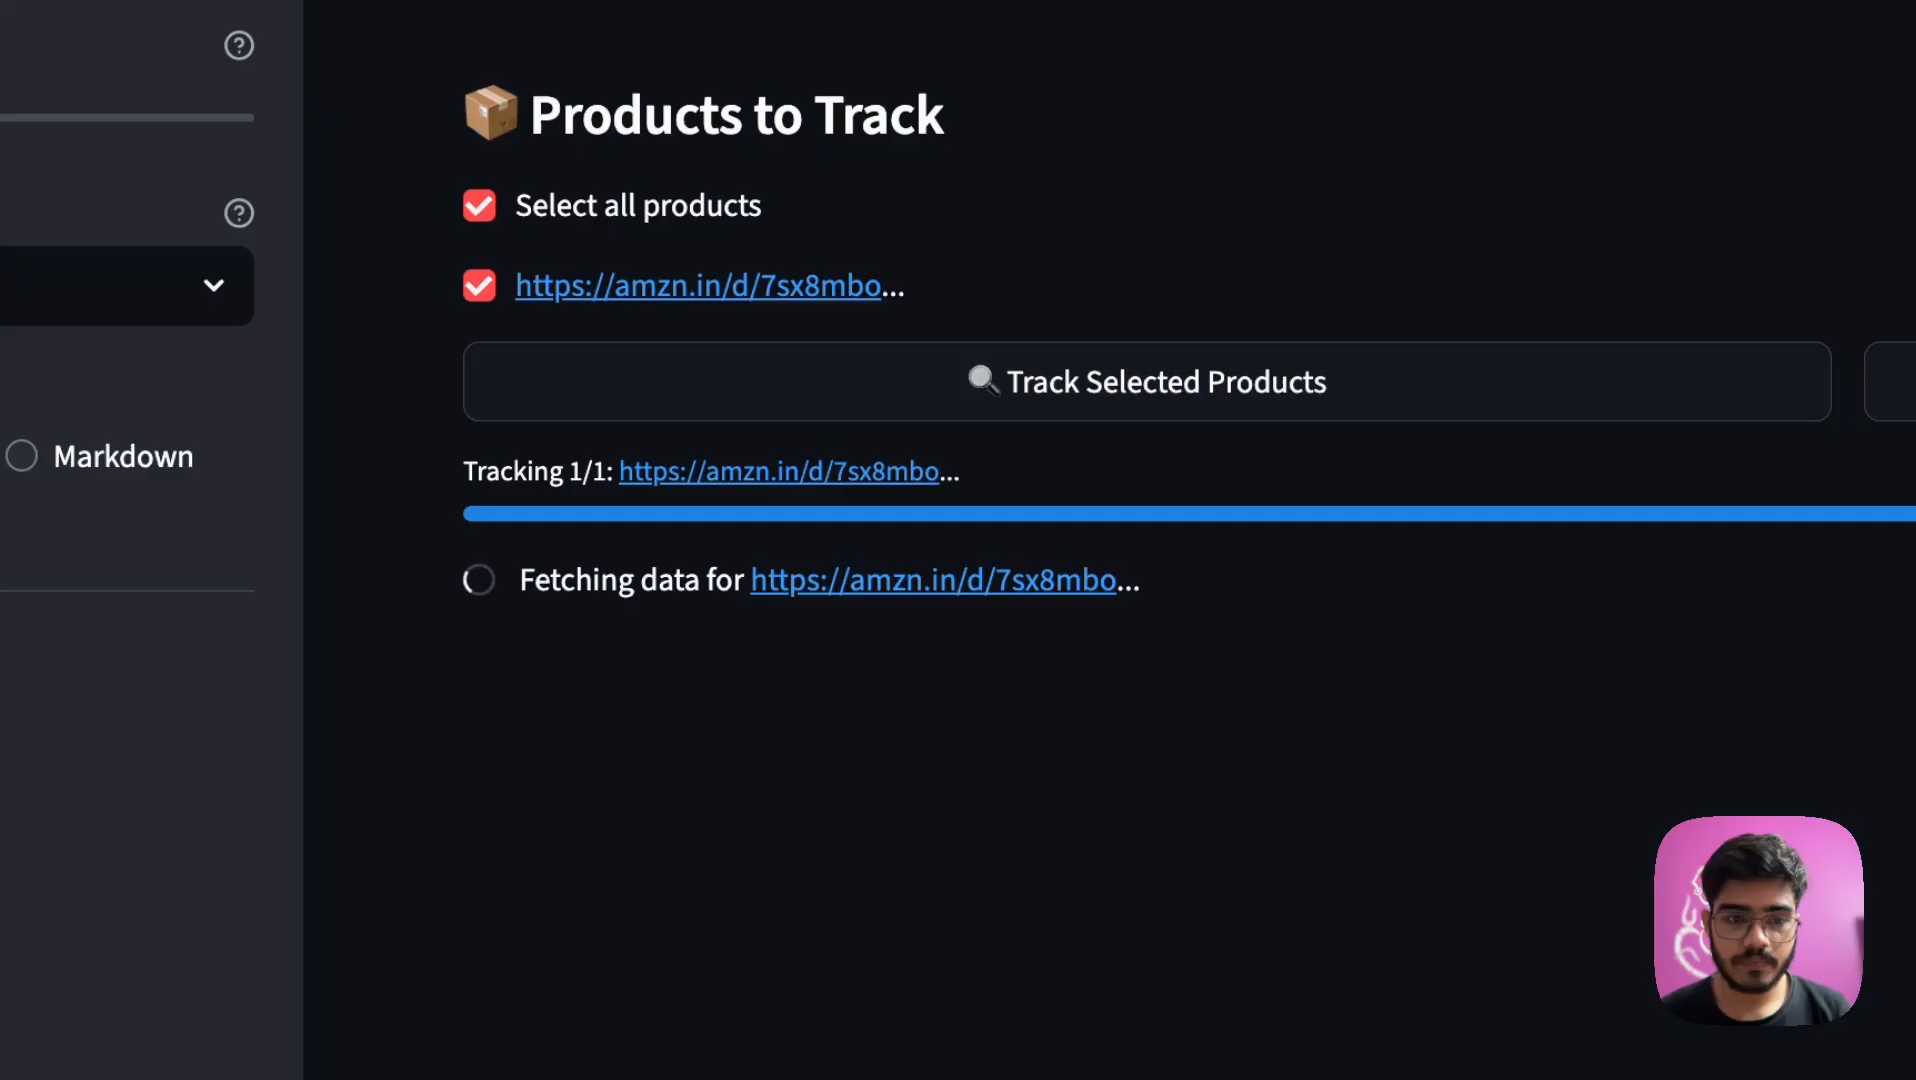 Products to Track
Select all products
https://amzn.in/d/7sx8mbo...
Track Selected Products
Markdown
Tracking 1/1: https://amzn.in/d/7sx8mbo...
Fetching data for https://amzn.in/d/7sx8mbo...